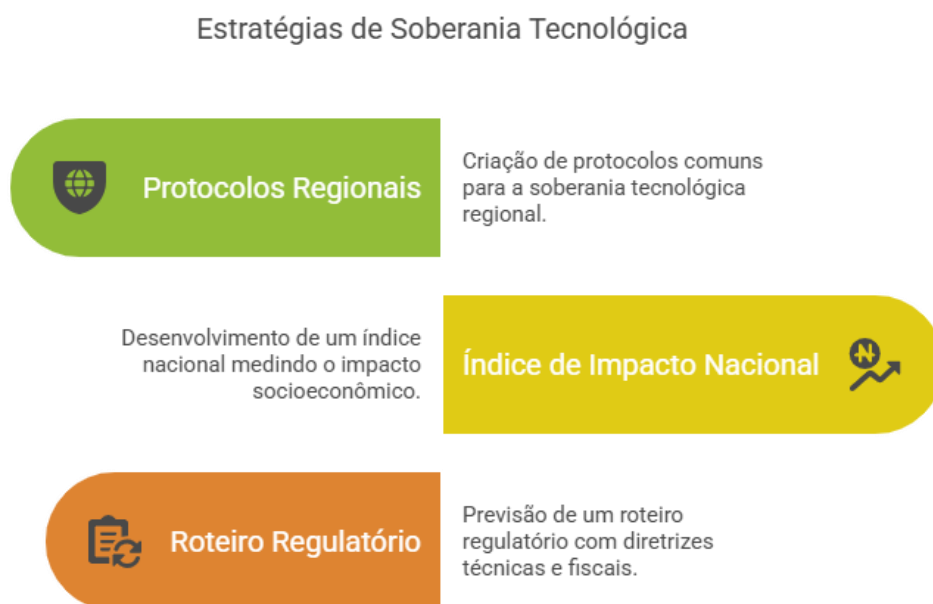 Estratégias de Soberania Tecnológica
Protocolos Regionais
Criação de protocolos comuns
para a soberania tecnológica
regional.
Desenvolvimento de um índice
nacional medindo o impacto
socioeconômico.
Índice de Impacto Nacional
Roteiro Regulatório
Previsão de um roteiro
regulatório com diretrizes
técnicas e fiscais.